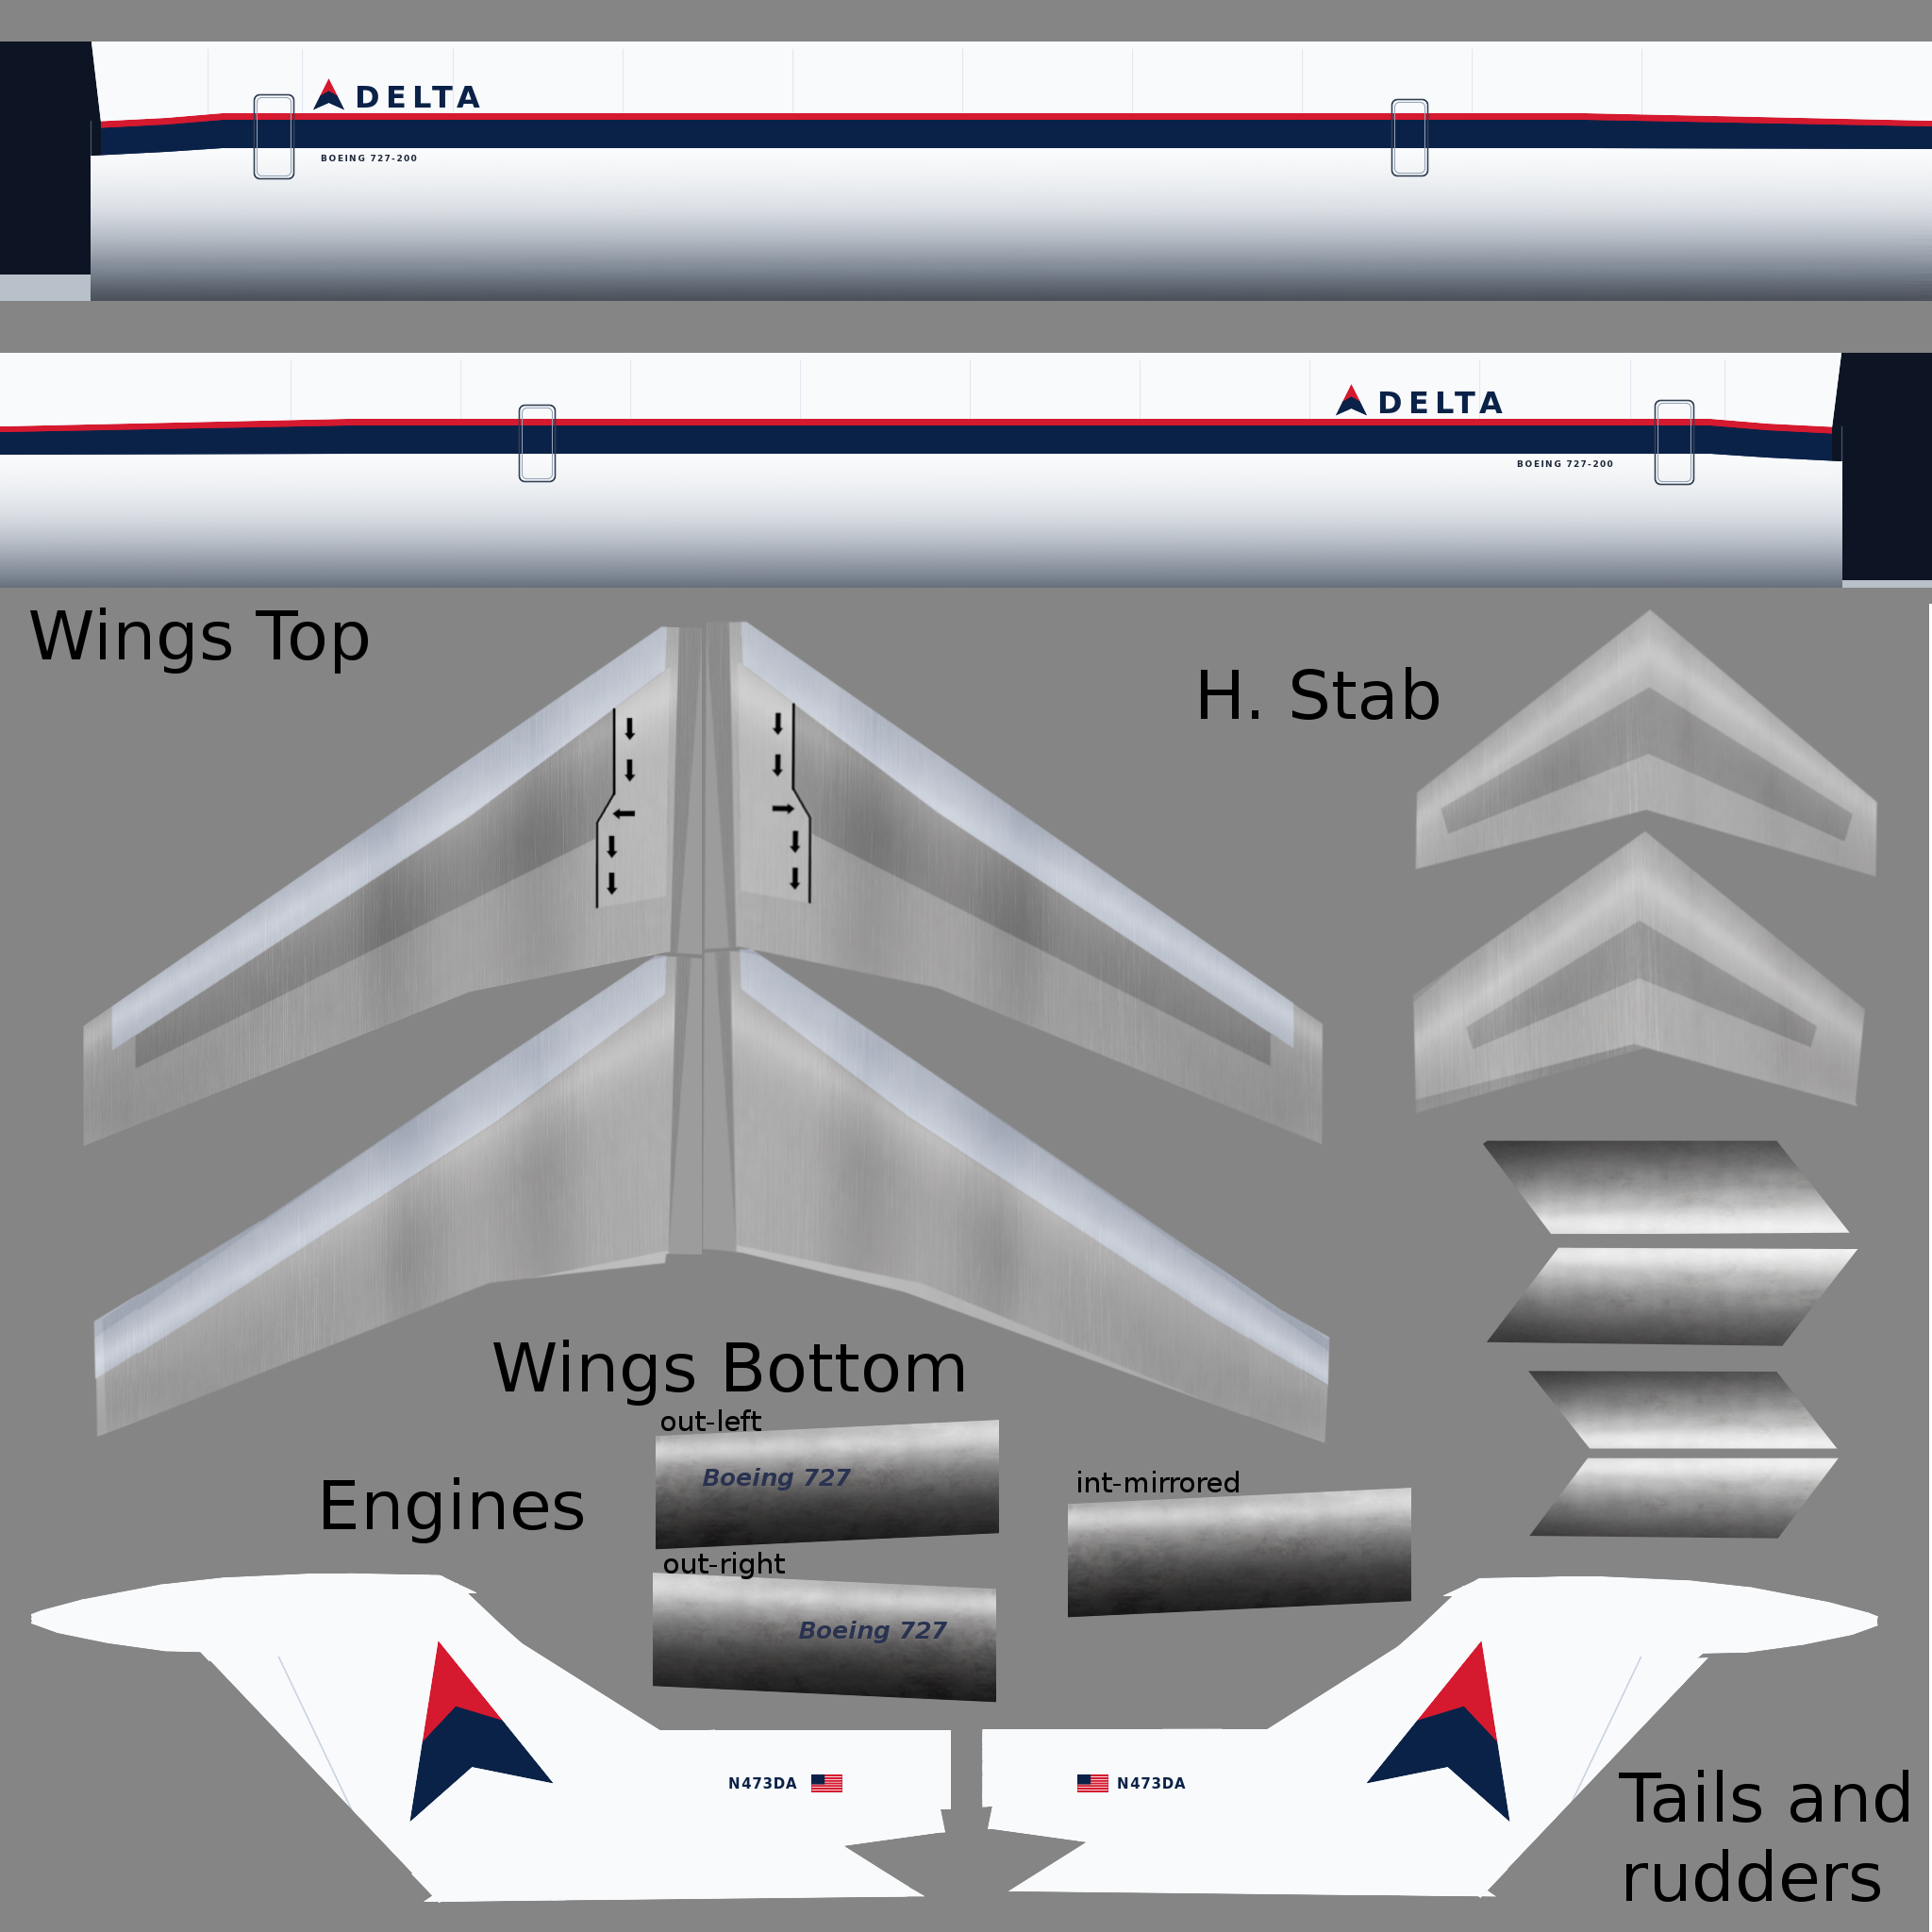 DELTA
BOEING 727-200
DELTA
BOEING 727-200
Wings Top
H. Stab
Wings Bottom
out-left
Boeing 727
int-mirrored
Engines
out-right
Boeing 727
N473DA
N473DA
Tails and
rudders